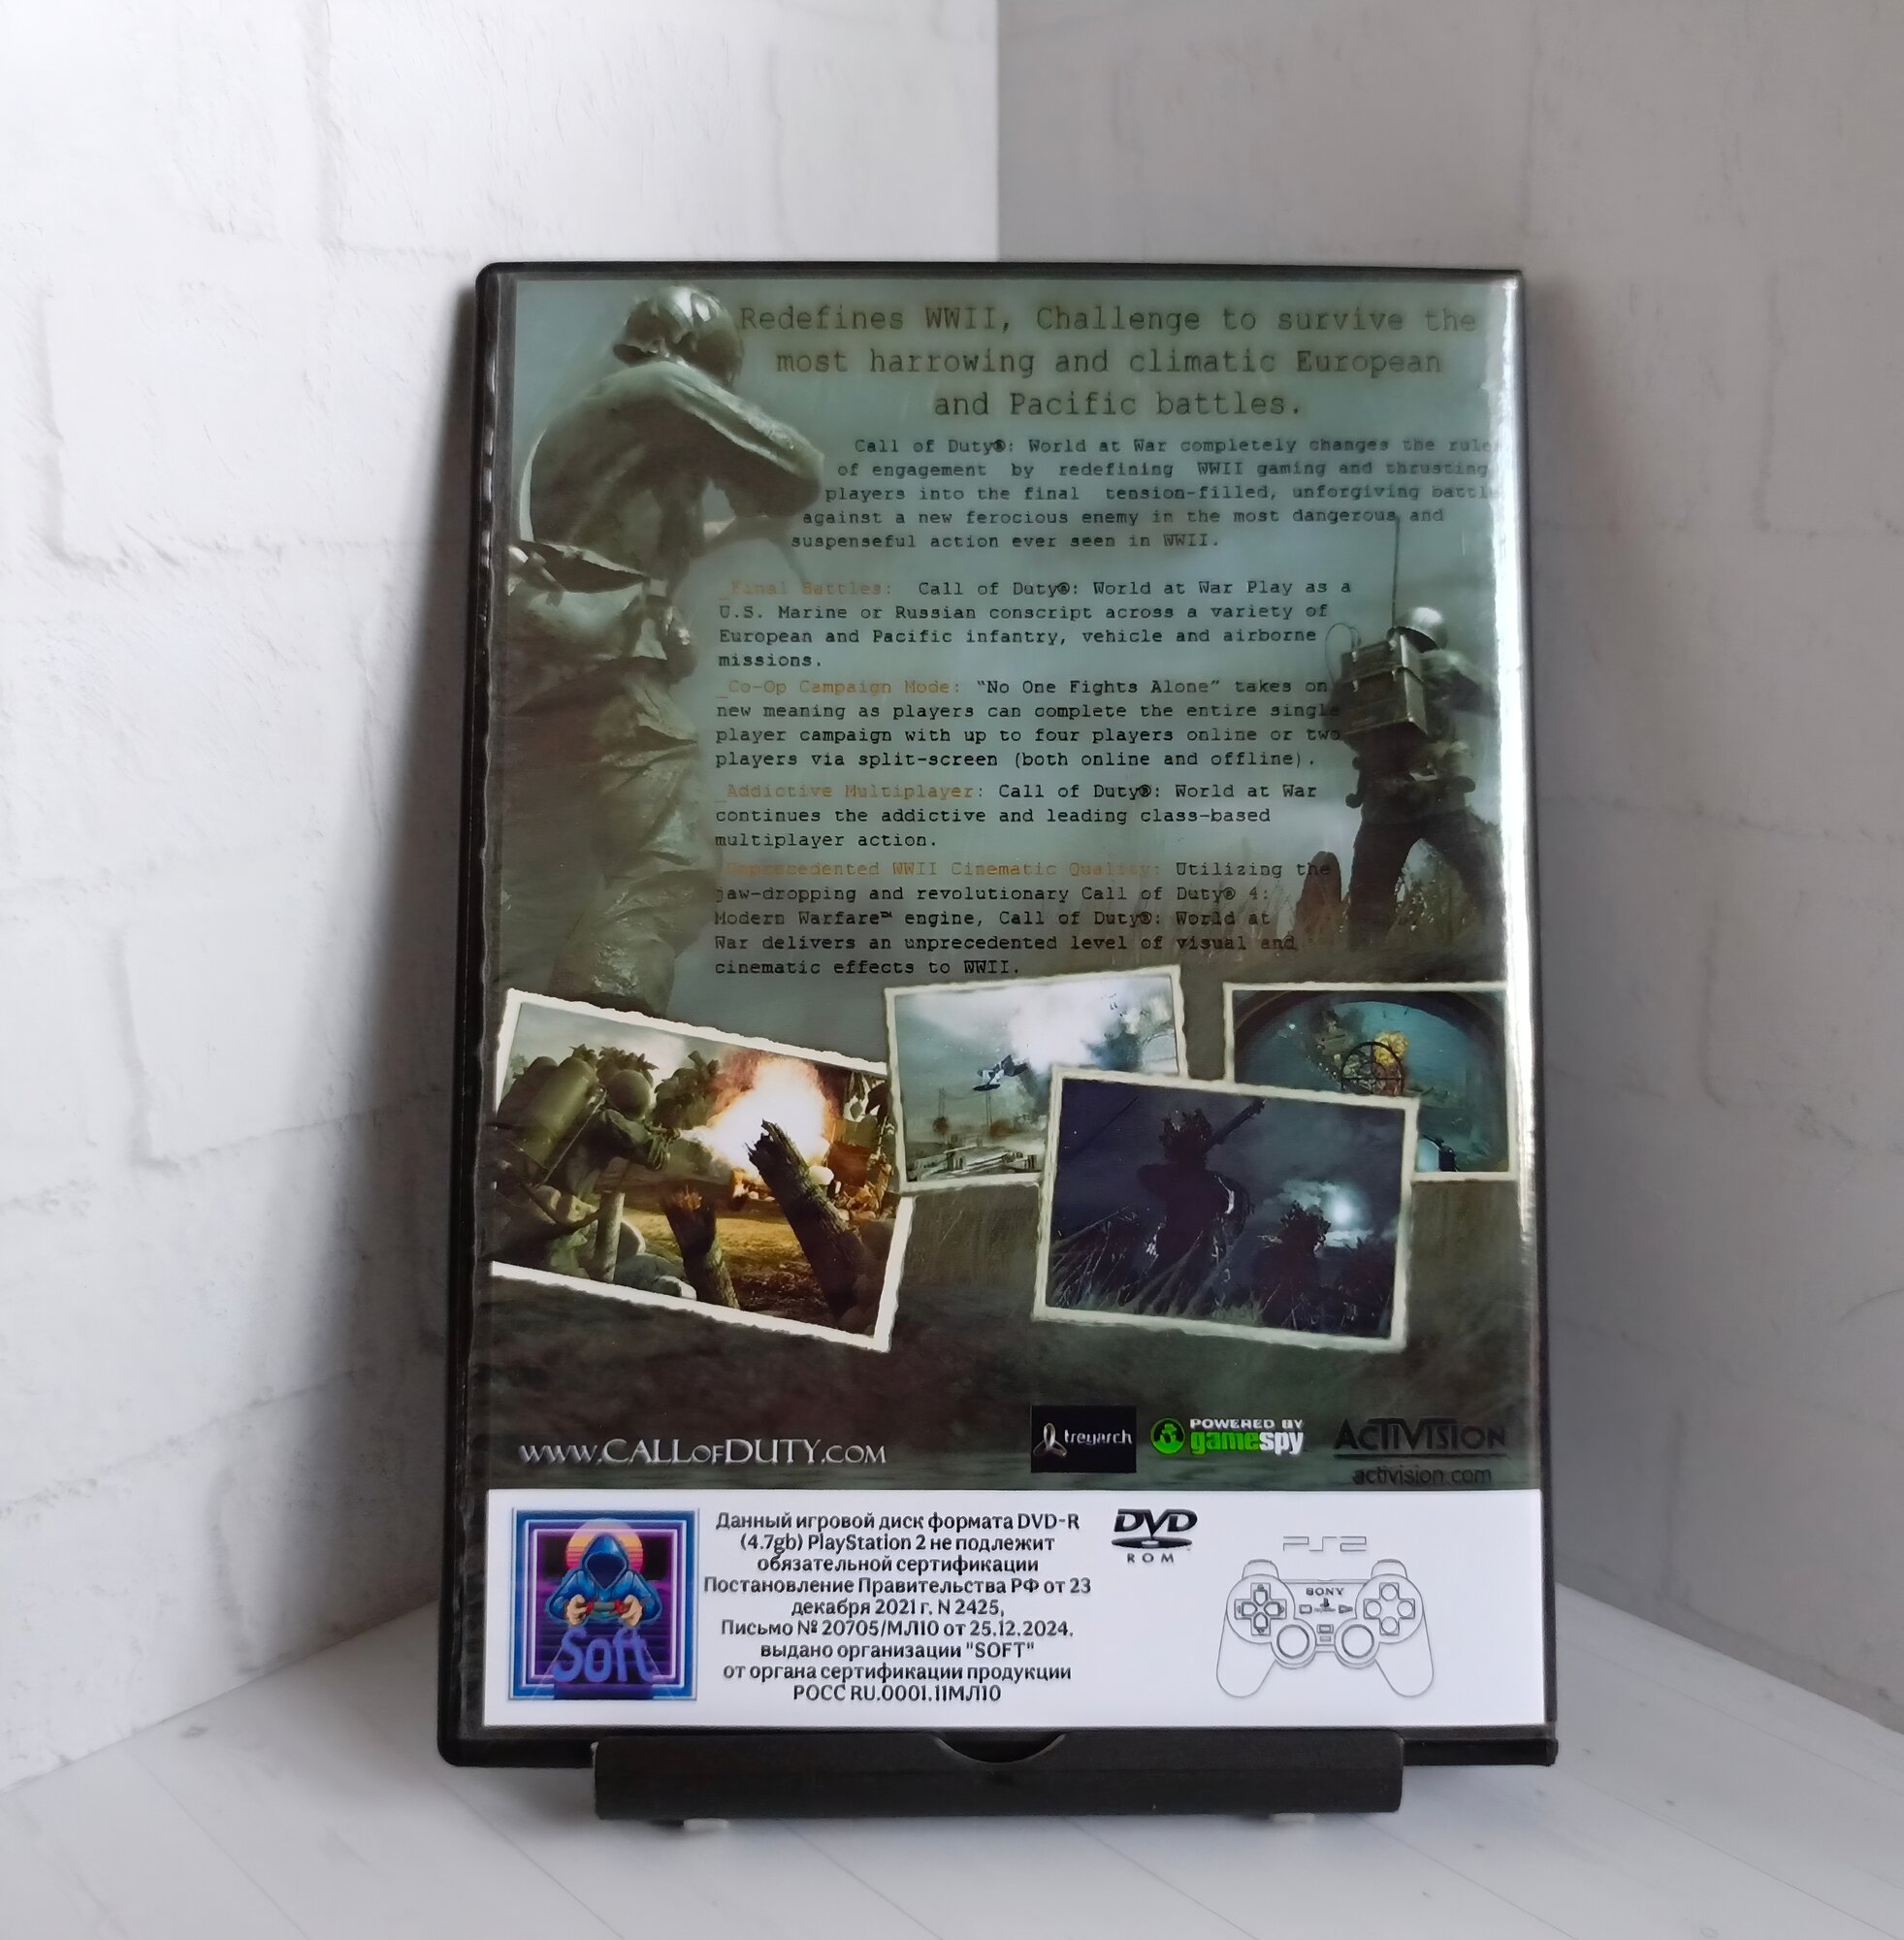 Redefines WWII, Challenge to survive the
most harrowing and climatic European
and Pacific battles.
Call of Duty®: World at War completely changes the rule
of engagement by redefining WWII gaming and thrusting
players into the final tension-filled, unforgiving battl
against a new ferocious enemy in the most dangerous and
suspenseful action ever seen in WWII.
_Final Battles: Call of Duty®: World at War Play as a
U.S. Marine or Russian conscript across a variety of
European and Pacific infantry, vehicle and airborne
missions.
_Co-Op Campaign Mode: “No One Fights Alone” takes on
new meaning as players can complete the entire single
player campaign with up to four players online or two
players via split-screen (both online and offline).
_Addictive Multiplayer: Call of Duty®: World at War
continues the addictive and leading class-based
multiplayer action.
_Unprecedented WWII Cinematic Quality: Utilizing the
jaw-dropping and revolutionary Call of Duty® 4:
Modern Warfare™ engine, Call of Duty®: World at
War delivers an unprecedented level of visual and
cinematic effects to WWII.
www.CALLofDUTY.com
treyarch
POWERED BY
gamespy
ACTIVISION
activision.com
Soft
Данный игровой диск формата DVD-R
(4.7gb) PlayStation 2 не подлежит
обязательной сертификации
Постановление Правительства РФ от 23
декабря 2021 г. N 2425,
Письмо № 20705/МЛ10 от 25.12.2024.
выдано организации "SOFT"
от органа сертификации продукции
РОСС RU.0001.11МЛ10
DVD
ROM
PS2
SONY